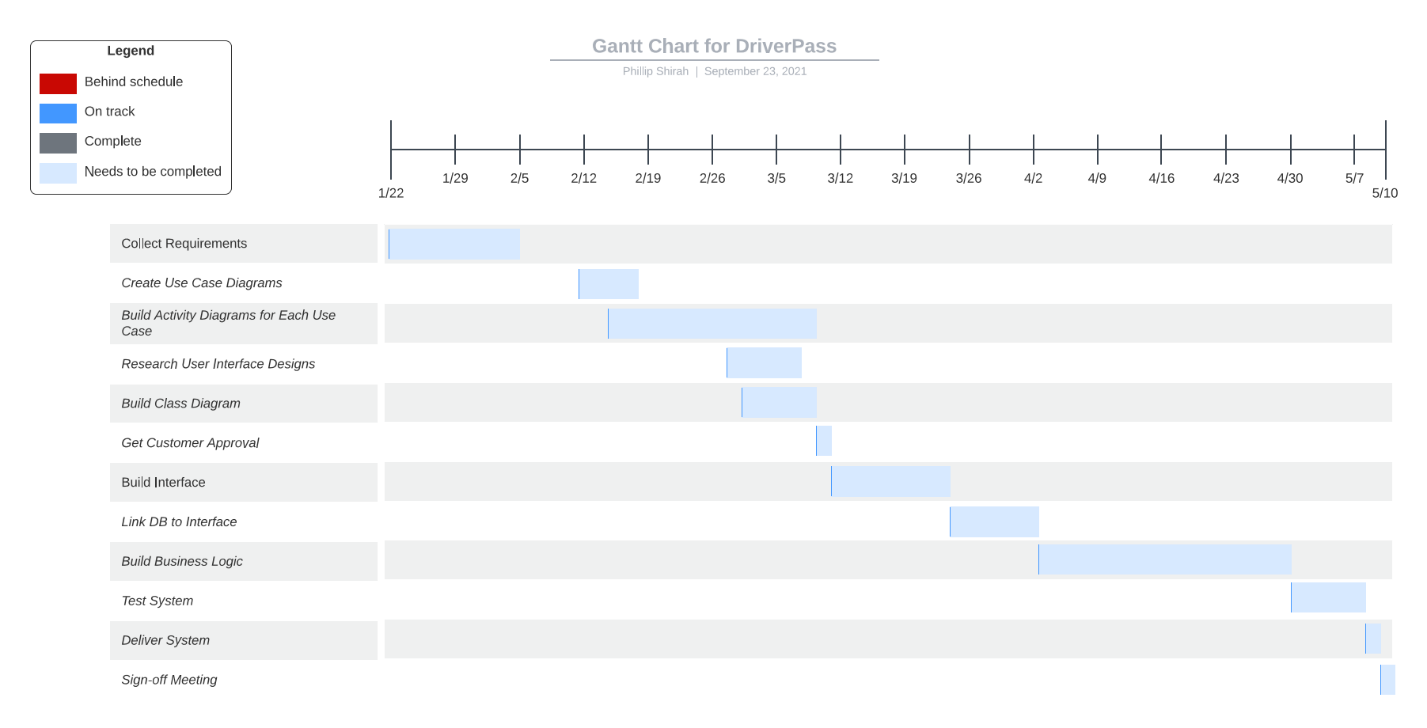 Gantt Chart for DriverPass
Phillip Shirah | September 23, 2021
Legend
Behind schedule
On track
Complete
Needs to be completed
1/22 1/29 2/5 2/12 2/19 2/26 3/5 3/12 3/19 3/26 4/2 4/9 4/16 4/23 4/30 5/7 5/10
Collect Requirements
Create Use Case Diagrams
Build Activity Diagrams for Each Use
Case
Research User Interface Designs
Build Class Diagram
Get Customer Approval
Build Interface
Link DB to Interface
Build Business Logic
Test System
Deliver System
Sign-off Meeting